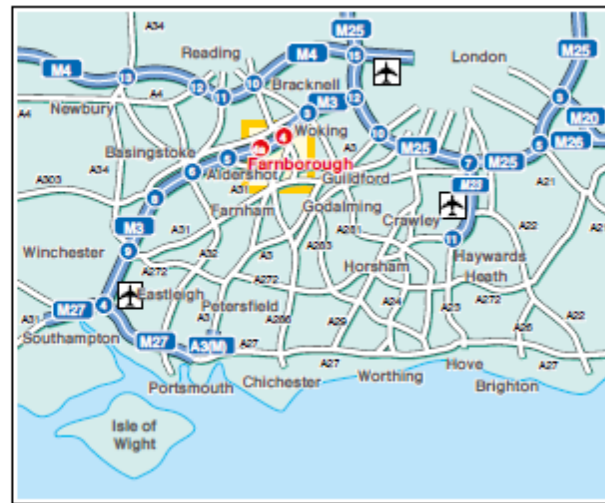 A34
M25
M25
Reading
M4
London
M4
15
13
A4
10
Bracknell
11
12
3
M3
12
3
Newbury
A4
M20
4
Woking
A3
10
A34
Basingstoke
5
M25
5
M26
6
Farnborough
7
M25
Aldershot
A31
Guildford
M23
A303
8
A21
Farnham
Godalming
Crawley
M3
A31
A3
A281
A22
Winchester
A32
A283
11
9
Haywards
A272
A272
Horsham
Heath
Eastleigh
4
Petersfield
A24
A272
M27
A31
A3
A286
A29
A23
A26
A22
Southampton
M27
A3(M)
A27
A27
Hove
A27
Portsmouth
Chichester
Worthing
Brighton
Isle of
Wight